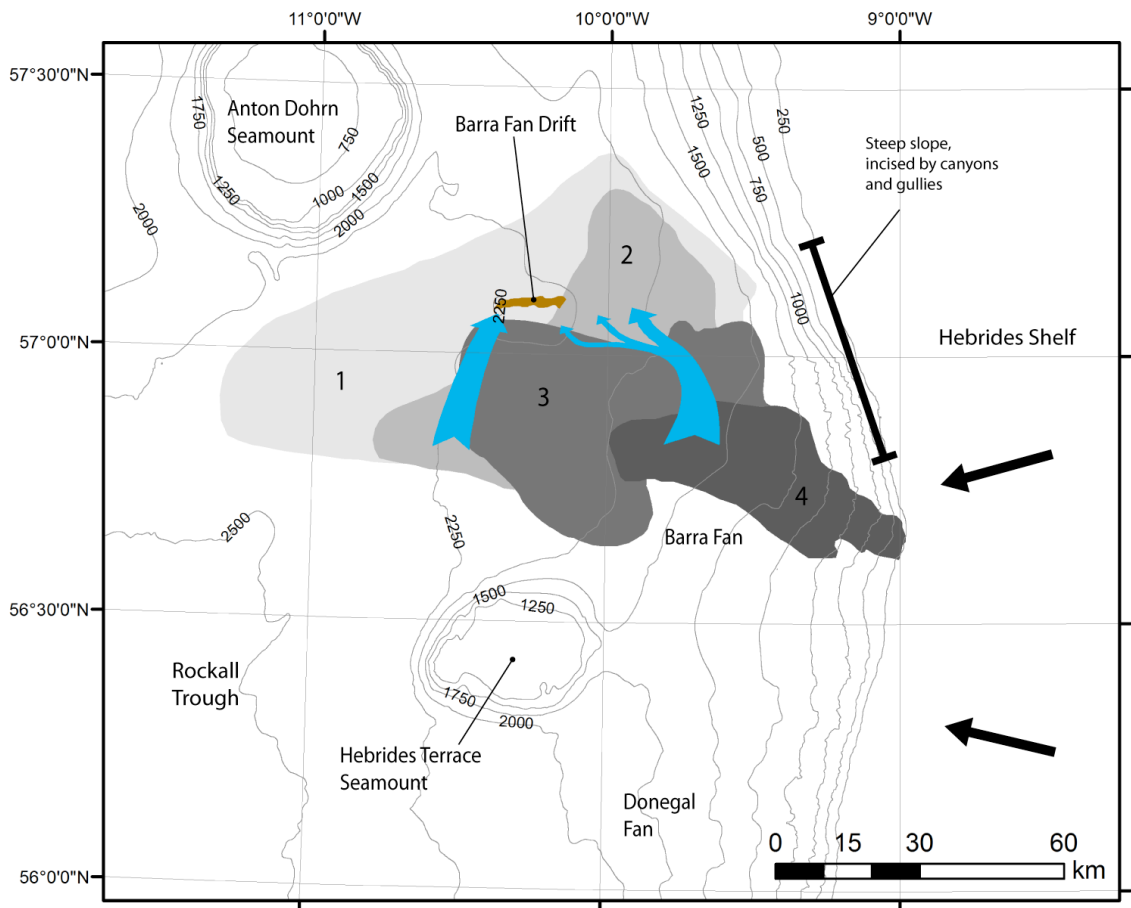 11°0'0"W
10°0'0"W
9°0'0"W
57°30'0"N
57°0'0"N
56°30'0"N
56°0'0"N
Anton Dohrn
Seamount
1750
750
1250
1000
1500
2000
2000
Barra Fan Drift
1250
1500
250
500
750
1000
Steep slope,
incised by canyons
and gullies
2
2250
Hebrides Shelf
1
3
4
2500
2250
Barra Fan
1500
1250
1750
2000
Rockall
Trough
Hebrides Terrace
Seamount
Donegal
Fan
0
15
30
60
km